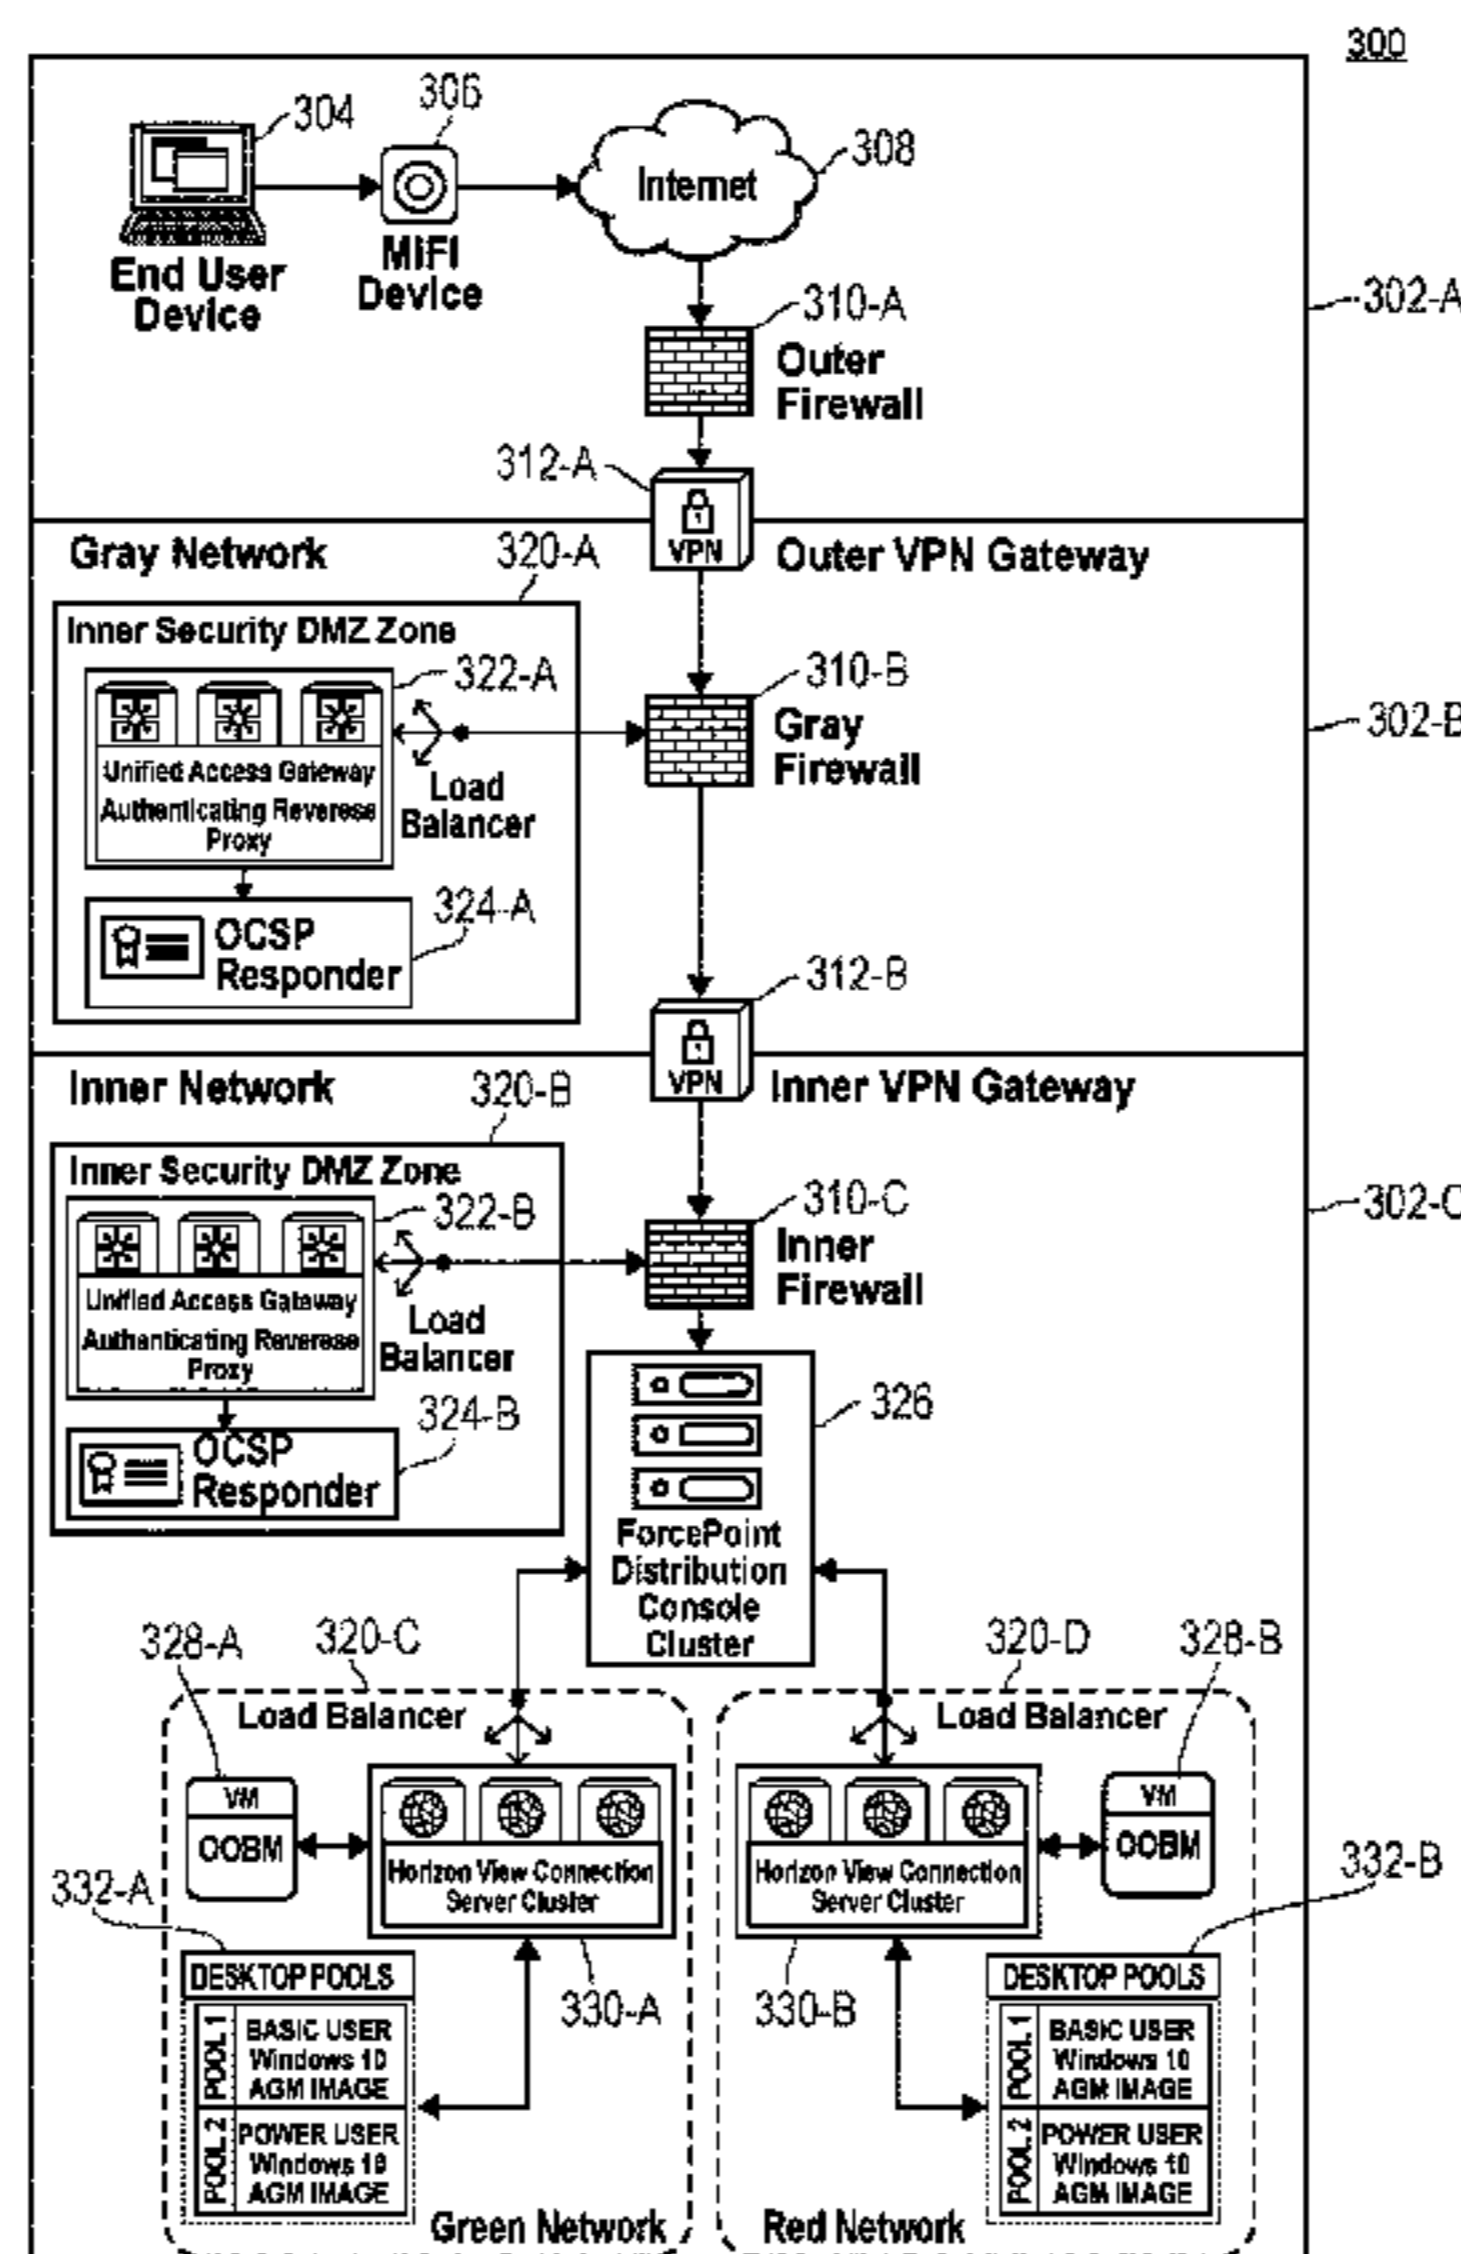 300
304
306
308
Internet
End User
Device
MIFI
Device
302-A
310-A
Outer
Firewall
312-A
VPN
Gray Network
320-A
Outer VPN Gateway
Inner Security DMZ Zone
322-A
310-B
Gray
Firewall
302-B
Unified Access Gateway
Authenticating Reverese
Proxy
Load
Balancer
324-A
OCSP
Responder
312-B
VPN
Inner Network
320-B
Inner VPN Gateway
Inner Security DMZ Zone
322-B
310-C
Inner
Firewall
302-C
Unified Access Gateway
Authenticating Reverese
Proxy
Load
Balancer
324-B
OCSP
Responder
326
ForcePoint
Distribution
Console
Cluster
328-A
320-C
320-D
328-B
Load Balancer
Load Balancer
VM
OOBM
Horizon View Connection
Server Cluster
Horizon View Connection
Server Cluster
VM
OOBM
332-A
332-B
330-A
330-B
DESKTOP POOLS
POOL 1
BASIC USER
Windows 10
AGM IMAGE
POOL 2
POWER USER
Windows 10
AGM IMAGE
Green Network
DESKTOP POOLS
POOL 1
BASIC USER
Windows 10
AGM IMAGE
POOL 2
POWER USER
Windows 10
AGM IMAGE
Red Network